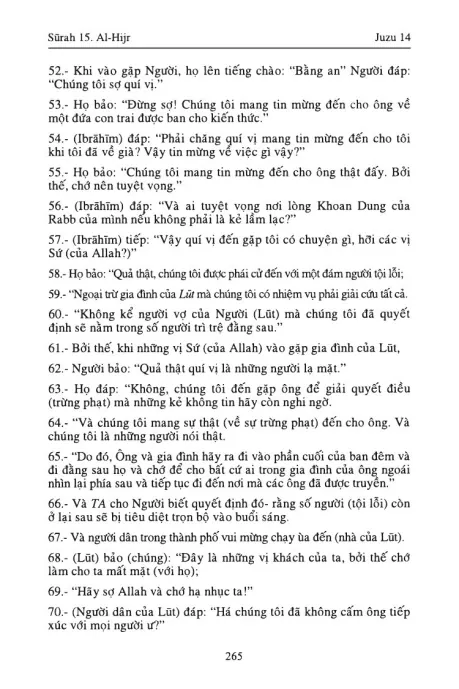 Sūrah 15. Al-Hijr Juzu 14
52.- Khi vào gặp Người, họ lên tiếng chào: “Bằng an” Người đáp:
“Chúng tôi sợ quí vị.”
53.- Họ bảo: “Đừng sợ! Chúng tôi mang tin mừng đến cho ông về
một đứa con trai được ban cho kiến thức.”
54.- (Ibrāhīm) đáp: “Phải chăng quí vị mang tin mừng đến cho tôi
khi tôi đã về già? Vậy tin mừng về việc gì vậy?”
55.- Họ bảo: “Chúng tôi mang tin mừng đến cho ông thật đấy. Bởi
thế, chớ nên tuyệt vọng.”
56.- (Ibrāhīm) đáp: “Và ai tuyệt vọng nơi lòng Khoan Dung của
Rabb của mình nếu không phải là kẻ lầm lạc?”
57.- (Ibrāhīm) tiếp: “Vậy quí vị đến gặp tôi có chuyện gì, hỡi các vị
Sứ (của Allah?)”
58.- Họ bảo: “Quả thật, chúng tôi được phái cử đến với một đám người tội lỗi;
59.- “Ngoại trừ gia đình của Lūt mà chúng tôi có nhiệm vụ phải giải cứu tất cả.
60.- “Không kể người vợ của Người (Lūt) mà chúng tôi đã quyết
định sẽ nằm trong số người trì trệ đằng sau.”
61.- Bởi thế, khi những vị Sứ (của Allah) vào gặp gia đình của Lūt,
62.- Người bảo: “Quả thật quí vị là những người lạ mặt.”
63.- Họ đáp: “Không, chúng tôi đến gặp ông để giải quyết điều
(trừng phạt) mà những kẻ không tin hãy còn nghi ngờ.
64.- “Và chúng tôi mang sự thật (về sự trừng phạt) đến cho ông. Và
chúng tôi là những người nói thật.
65.- “Do đó, Ông và gia đình hãy ra đi vào phần cuối của ban đêm và
đi đằng sau họ và chớ để cho bất cứ ai trong gia đình của ông ngoái
nhìn lại phía sau và tiếp tục đi đến nơi mà các ông đã được truyền.”
66.- Và TA cho Người biết quyết định đó- rằng số người (tội lỗi) còn
ở lại sau sẽ bị tiêu diệt trọn bộ vào buổi sáng.
67.- Và người dân trong thành phố vui mừng chạy ùa đến (nhà của Lūt).
68.- (Lūt) bảo (chúng): “Đây là những vị khách của ta, bởi thế chớ
làm cho ta mất mặt (với họ);
69.- “Hãy sợ Allah và chớ hạ nhục ta!”
70.- (Người dân của Lūt) đáp: “Há chúng tôi đã không cấm ông tiếp
xúc với mọi người ư?”
265